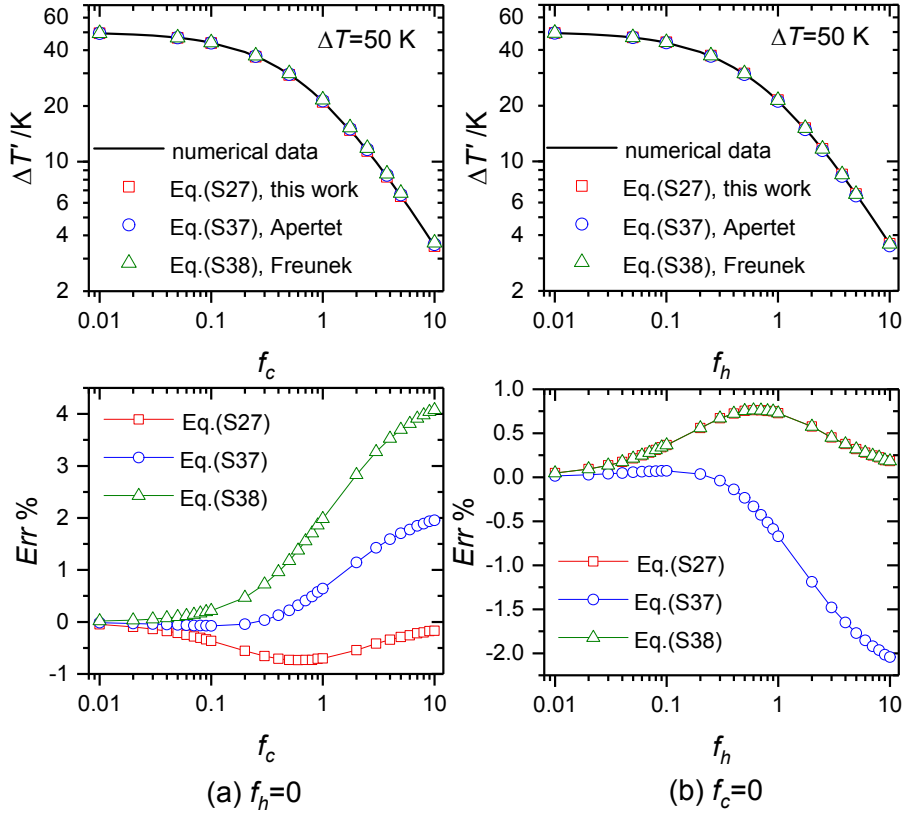 ΔT=50 K
ΔT'/K
40
20
10
8
6
4
2
numerical data
Eq.(S27), this work
Eq.(S37), Apertet
Eq.(S38), Freunek
0.01 0.1 1 10
f_c
ΔT=50 K
ΔT'/K
40
20
10
8
6
4
2
numerical data
Eq.(S27), this work
Eq.(S37), Apertet
Eq.(S38), Freunek
0.01 0.1 1 10
f_h
Err %
4
3
2
1
0
-1
Eq.(S27)
Eq.(S37)
Eq.(S38)
0.01 0.1 1 10
f_c
(a) f_h=0
Err %
1.0
0.5
0.0
-0.5
-1.0
-1.5
-2.0
Eq.(S27)
Eq.(S37)
Eq.(S38)
0.01 0.1 1 10
f_h
(b) f_c=0